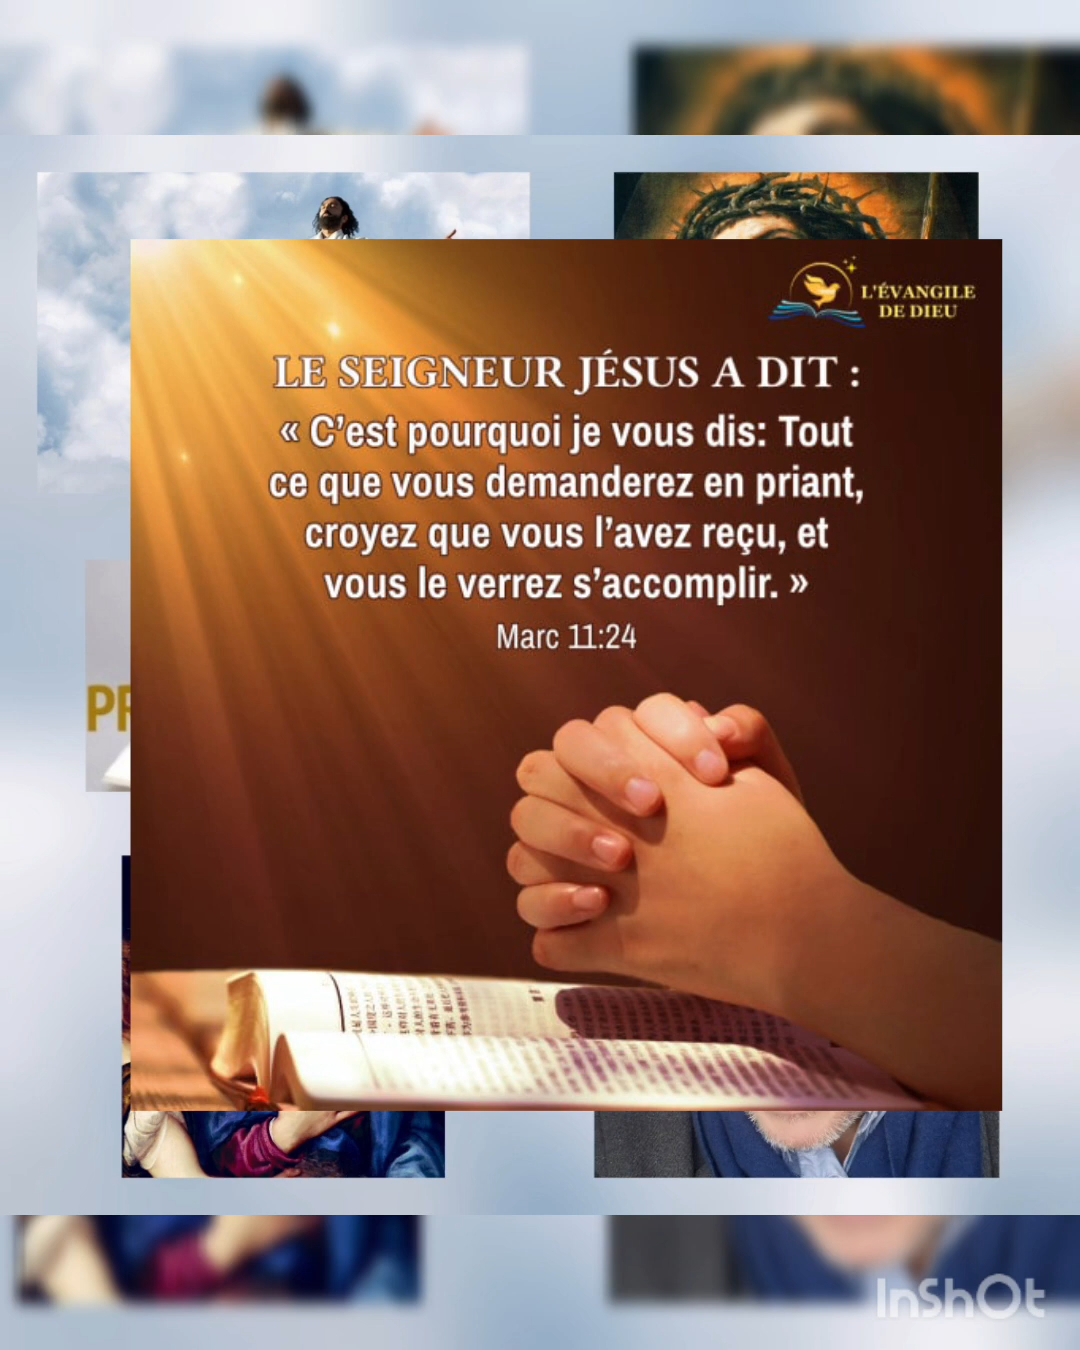 L'ÉVANGILE
DE DIEU
LE SEIGNEUR JÉSUS A DIT :
« C’est pourquoi je vous dis: Tout
ce que vous demanderez en priant,
croyez que vous l’avez reçu, et
vous le verrez s’accomplir. »
Marc 11:24
InShOt